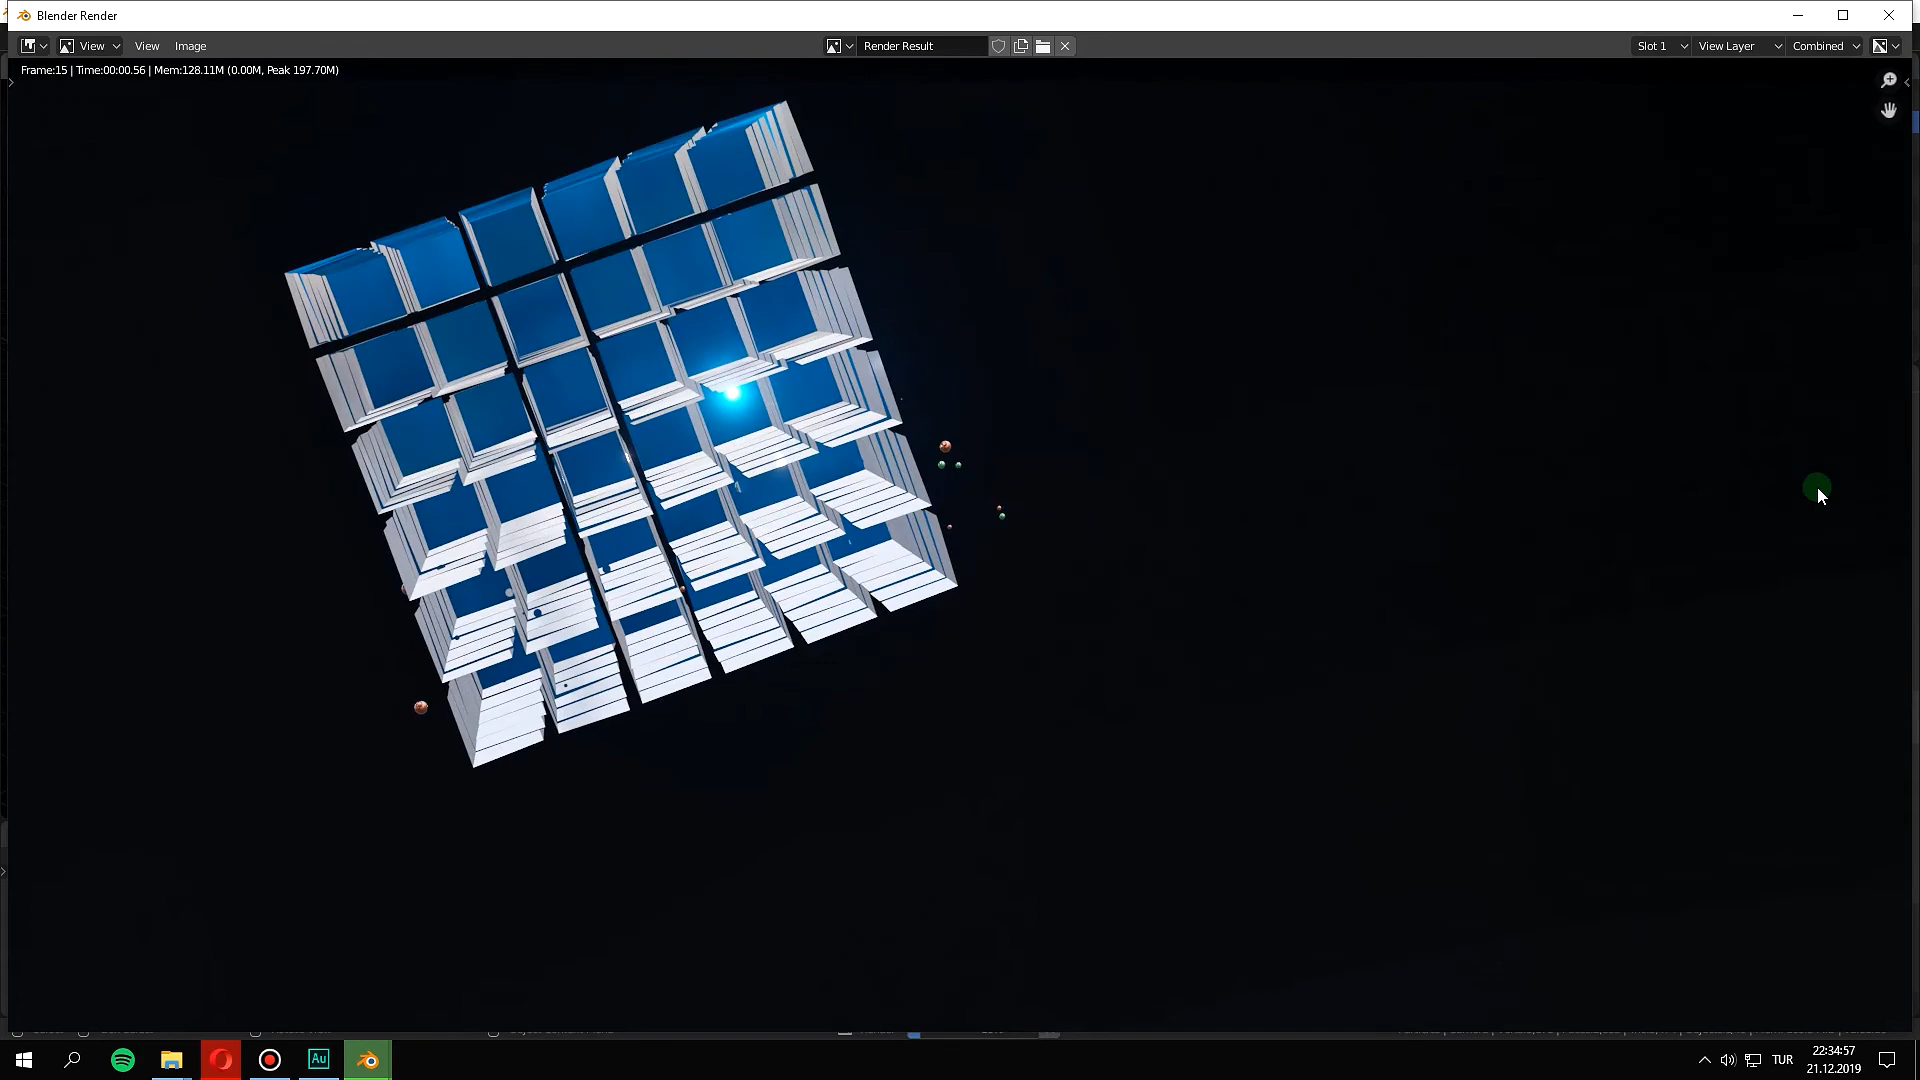 Blender Render
View View Image Render Result Slot 1 View Layer Combined
Frame:15 | Time:00:00.56 | Mem:128.11M (0.00M, Peak 197.70M)
Au TUR 22:34:57
21.12.2019